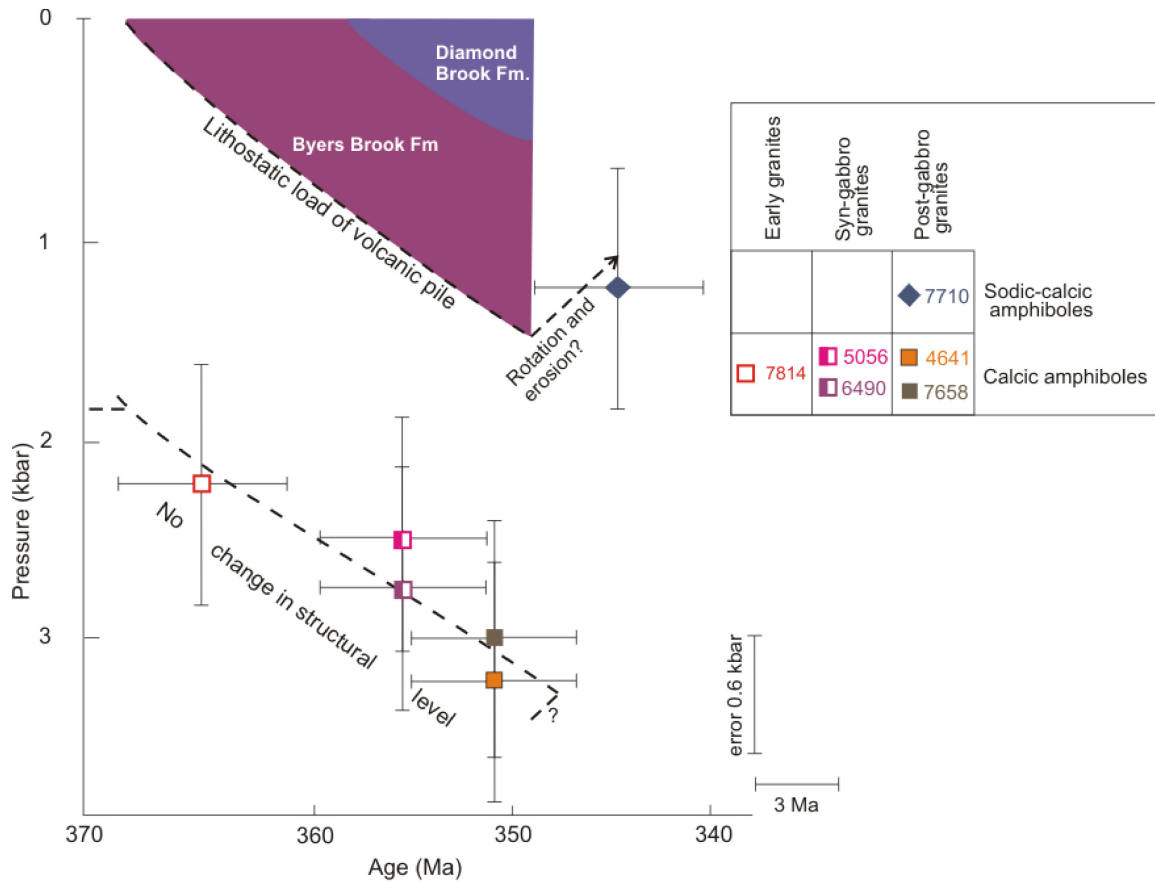 0
1
2
3
Pressure (kbar)
370
360
350
340
Age (Ma)
Diamond
Brook Fm.
Byers Brook Fm
Lithostatic load of volcanic pile
Rotation and
erosion?
No
change in structural
level
?
Early granites
Syn-gabbro
granites
Post-gabbro
granites
7710
Sodic-calcic
amphiboles
7814
5056
6490
4641
7658
Calcic amphiboles
error 0.6 kbar
3 Ma